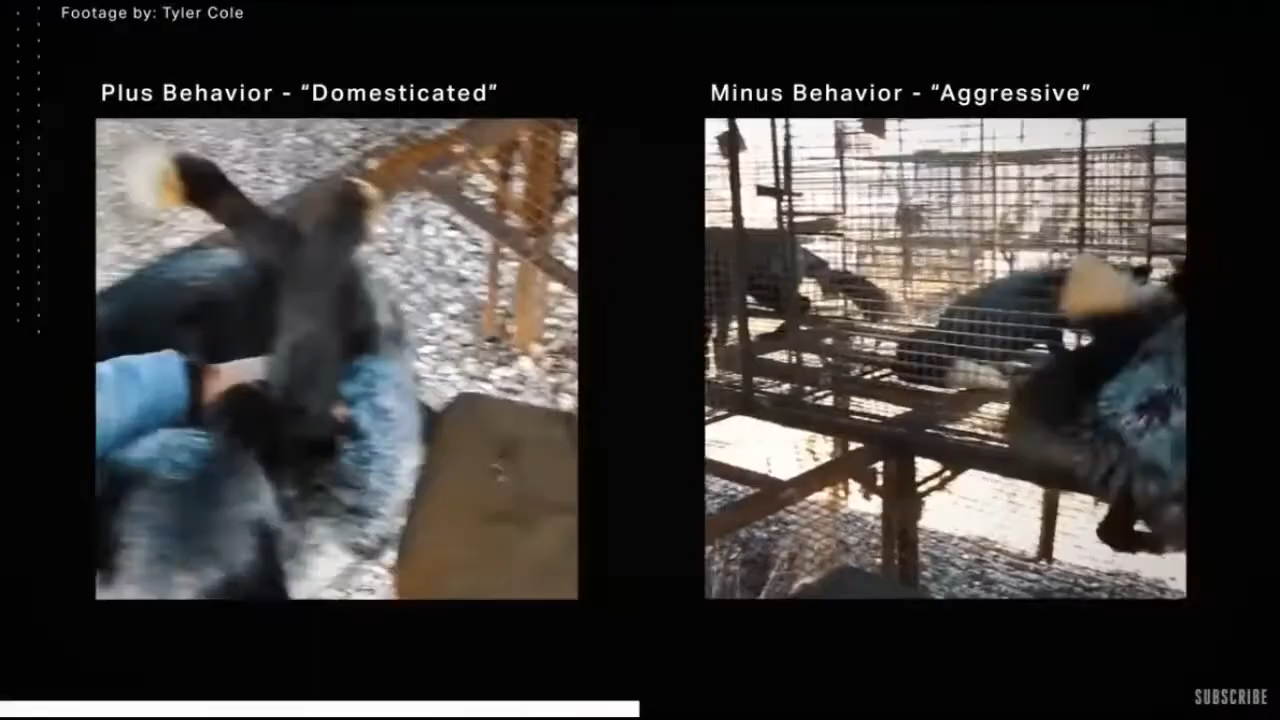 Footage by: Tyler Cole
Plus Behavior - “Domesticated”
Minus Behavior - “Aggressive”
SUBSCRIBE